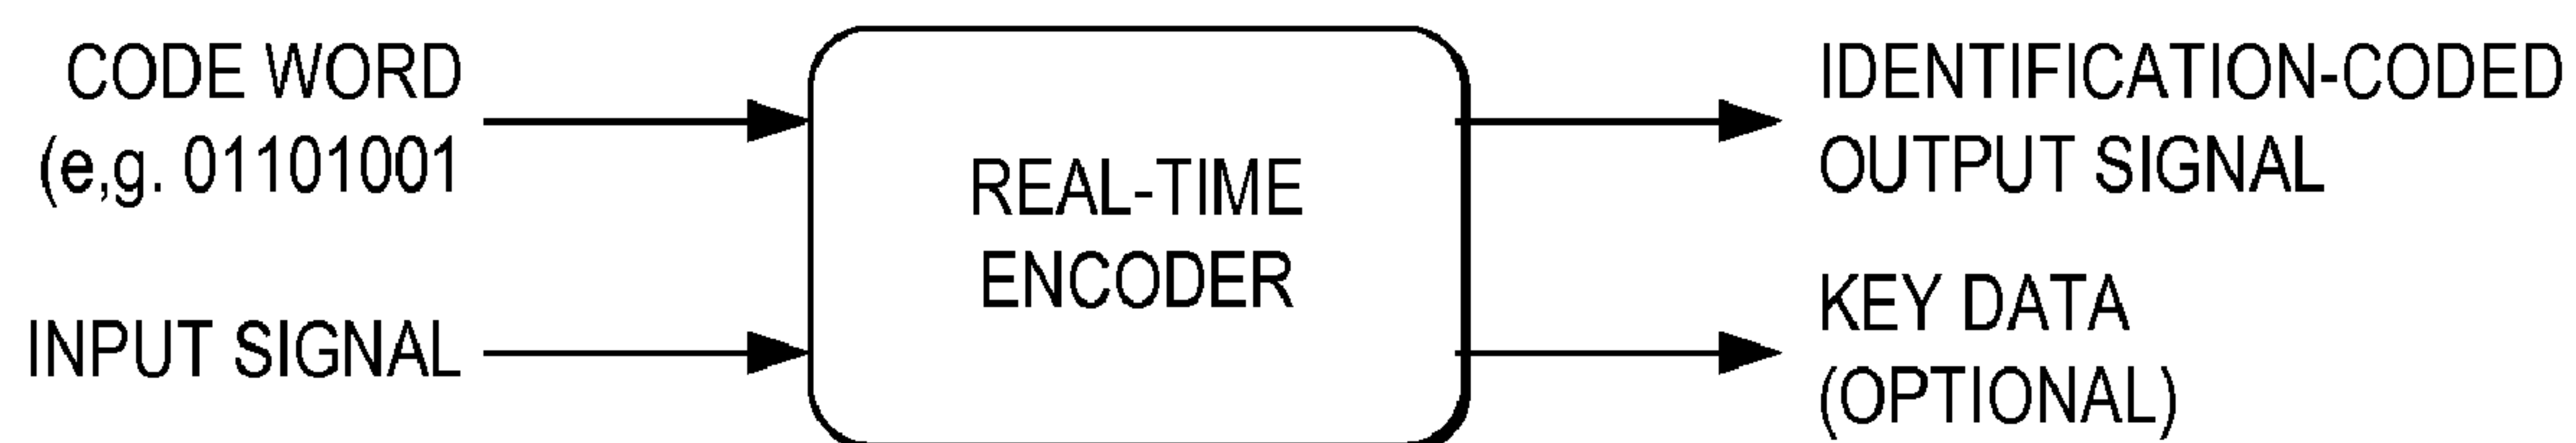 CODE WORD
(e,g. 01101001
INPUT SIGNAL
REAL-TIME
ENCODER
IDENTIFICATION-CODED
OUTPUT SIGNAL
KEY DATA
(OPTIONAL)